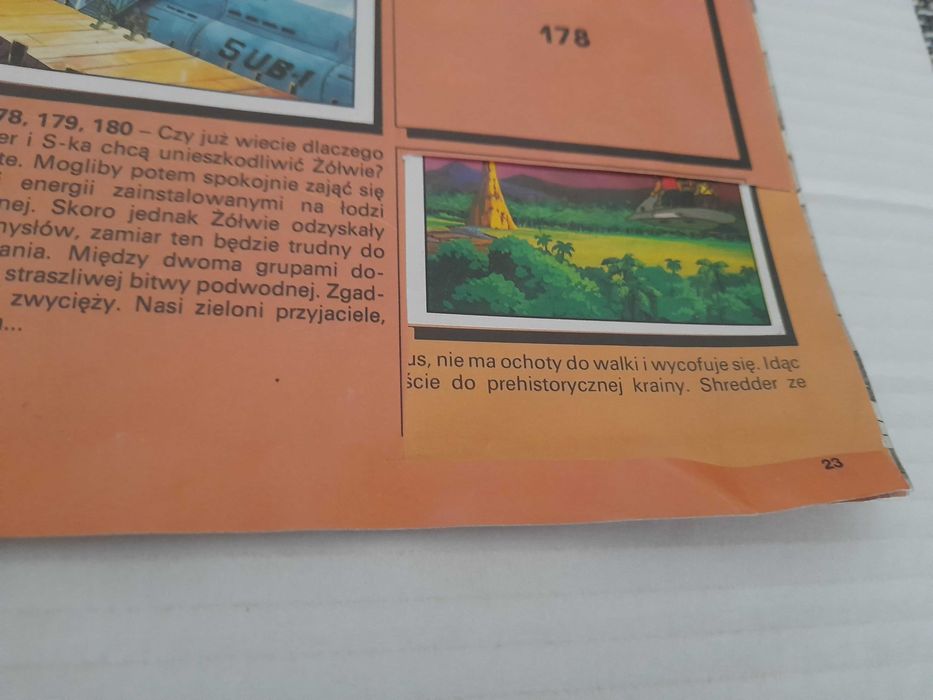 SUB-1
178
78, 179, 180 – Czy już wiecie dlaczego
er i S-ka chcą unieszkodliwić Żółwie?
te. Mogliby potem spokojnie zająć się
i energii zainstalowanymi na łodzi
nej. Skoro jednak Żółwie odzyskały
mysłów, zamiar ten będzie trudny do
ania. Między dwoma grupami do-
straszliwej bitwy podwodnej. Zgad-
zwycięży. Nasi zieloni przyjaciele,
...
us, nie ma ochoty do walki i wycofuje się. Idąc
ście do prehistorycznej krainy. Shredder ze
23